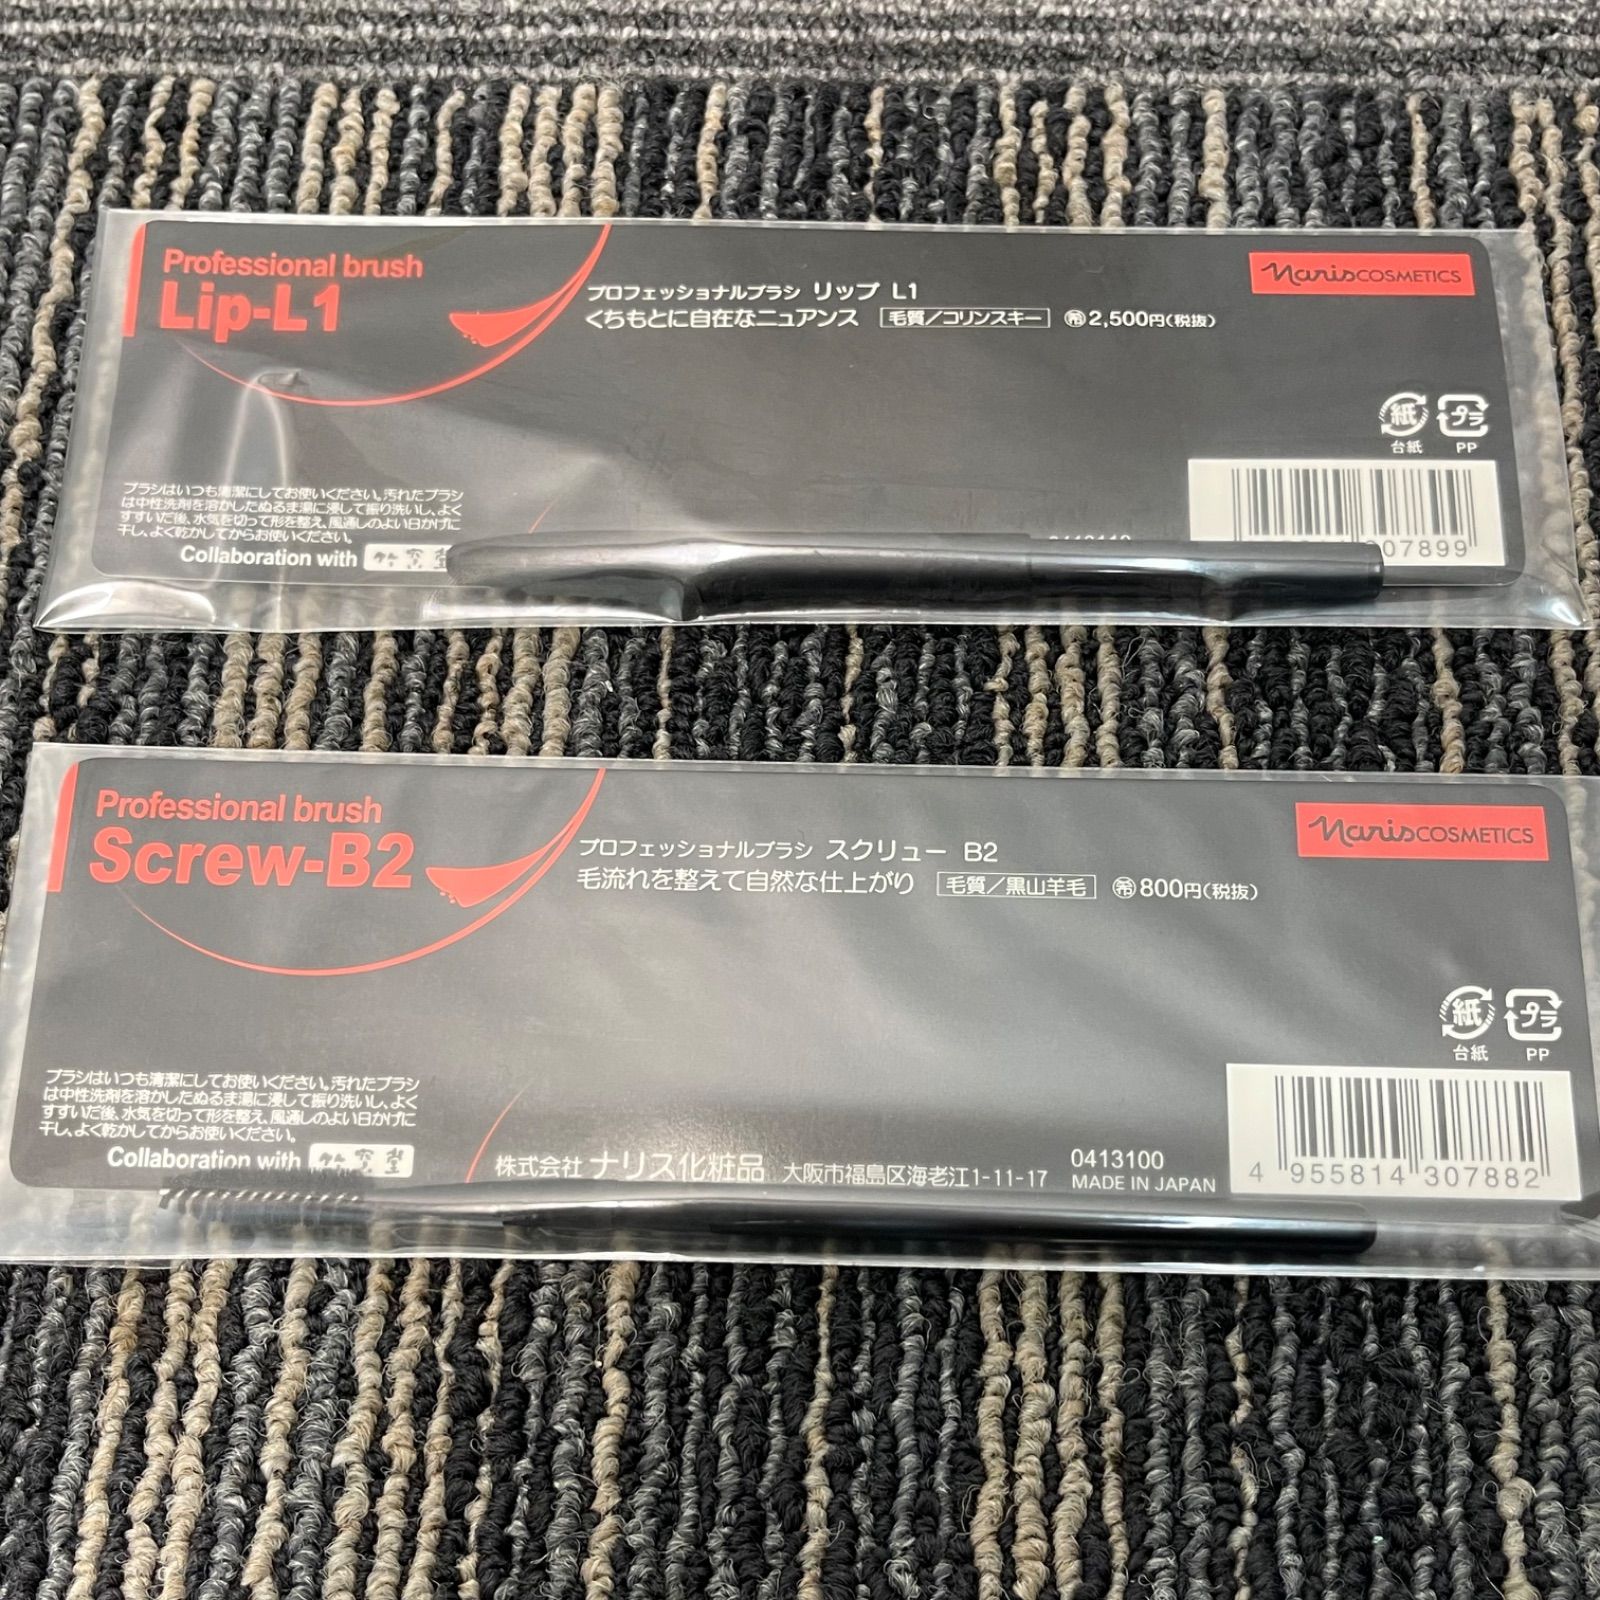 Professional brush
Lip-L1
プロフェッショナルブラシ リップ L1
くちもとに自在なニュアンス 毛質/コリンスキー ㊒2,500円(税抜)
NarisCOSMETICS
紙 プラ
台紙 PP
ブラシはいつも清潔にしてお使いください。汚れたブラシ
は中性洗剤を溶かしたぬるま湯に浸して振り洗いし、よく
すすいだ後、水気を切って形を整え、風通しのよい日かげに
干し、よく乾かしてからお使いください。
Collaboration with 竹宝堂
307899
Professional brush
Screw-B2
プロフェッショナルブラシ スクリュー B2
毛流れを整えて自然な仕上がり 毛質/黒山羊毛 希800円(税抜)
NarisCOSMETICS
紙 プラ
台紙 PP
ブラシはいつも清潔にしてお使いください。汚れたブラシ
は中性洗剤を溶かしたぬるま湯に浸して振り洗いし、よく
すすいだ後、水気を切って形を整え、風通しのよい日かげに
干し、よく乾かしてからお使いください。
Collaboration with 竹宝堂
株式会社 ナリス化粧品 大阪市福島区海老江1-11-17
0413100
MADE IN JAPAN
4 955814 307882